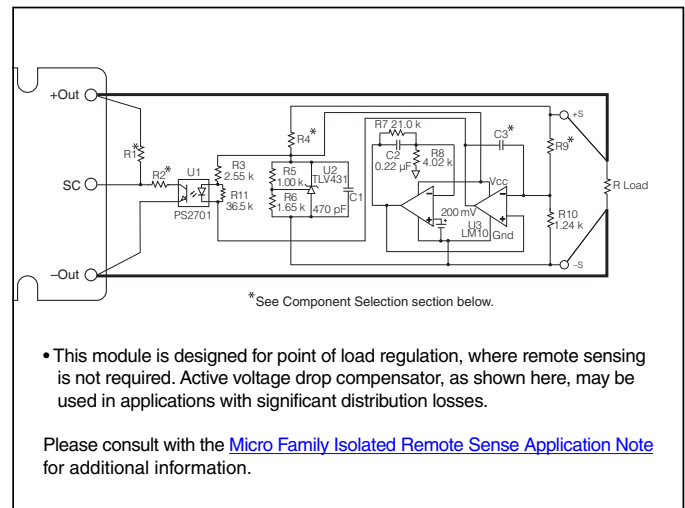 +Out
SC
–Out
R1*
R2*
U1
PS2701
R3
2.55 k
R11
36.5 k
R4*
R5
1.00 k
R6
1.65 k
U2
TLV431
C1
470 pF
R7 21.0 k
C2
0.22 µF
R8
4.02 k
200 mV
Vcc
U3
LM10
Gnd
C3*
R9*
R10
1.24 k
+S
–S
R Load
*See Component Selection section below.
• This module is designed for point of load regulation, where remote sensing
is not required. Active voltage drop compensator, as shown here, may be
used in applications with significant distribution losses.
Please consult with the Micro Family Isolated Remote Sense Application Note
for additional information.